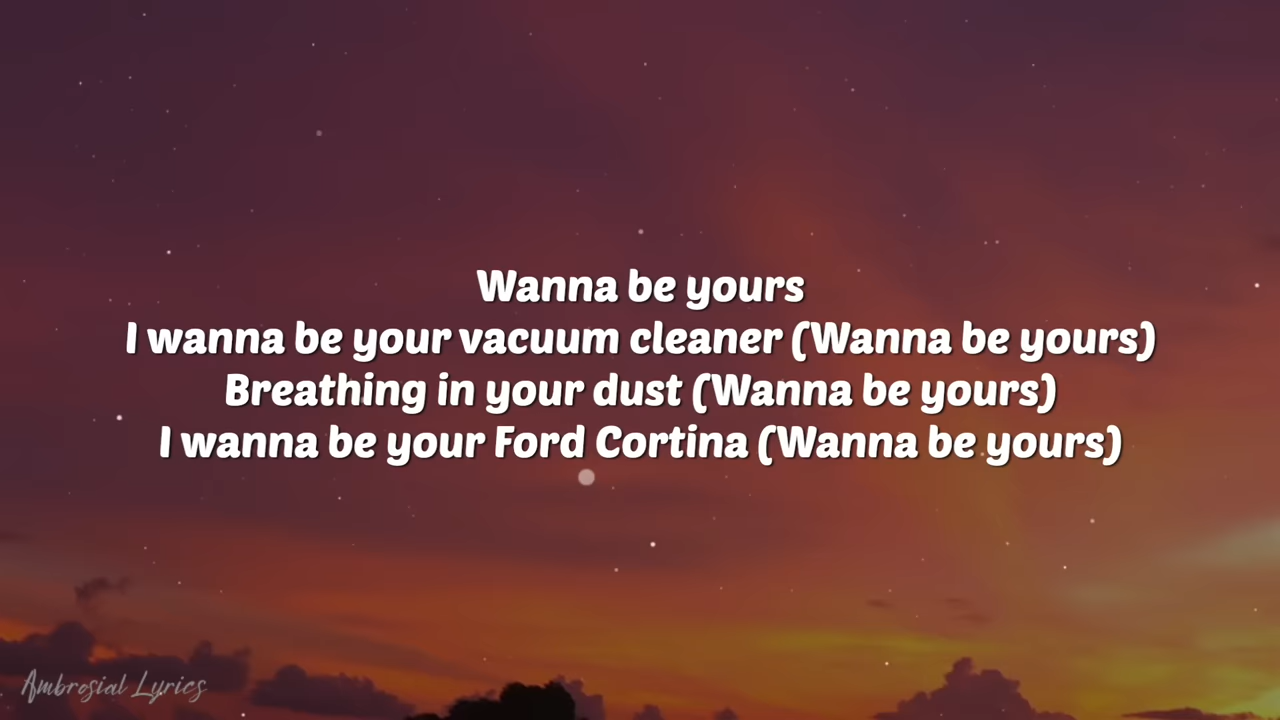 Wanna be yours
I wanna be your vacuum cleaner (Wanna be yours)
Breathing in your dust (Wanna be yours)
I wanna be your Ford Cortina (Wanna be yours)
Ambrosial Lyrics